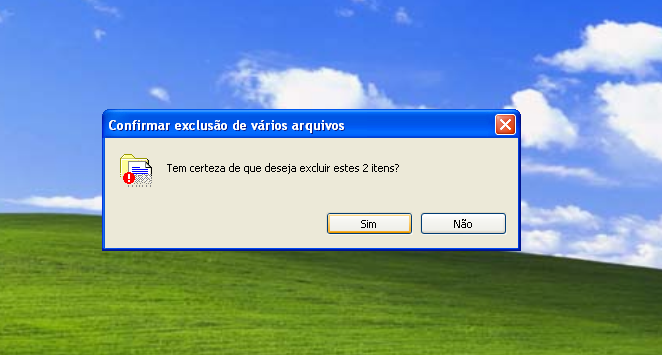 Confirmar exclusão de vários arquivos
Tem certeza de que deseja excluir estes 2 itens?
Sim
Não